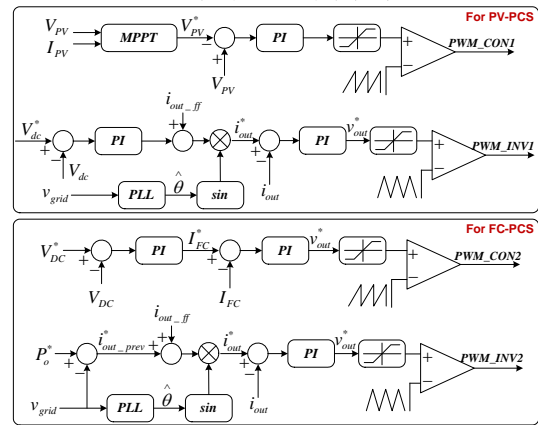 For PV-PCS
V_PV
I_PV
MPPT
V*_PV
−
+
V_PV
PI
+
−
PWM_CON1
V*_dc
+
−
V_dc
PI
i_out_ff
+
+
i*_out
+
−
i_out
PI
v*_out
+
−
PWM_INV1
v_grid
PLL
θ^
sin
For FC-PCS
V*_DC
+
−
V_DC
PI
I*_FC
+
−
I_FC
PI
v*_out
+
−
PWM_CON2
P*_o
+
−
i*_out_prev
i_out_ff
+
+
i*_out
+
−
i_out
PI
v*_out
+
−
PWM_INV2
v_grid
PLL
θ^
sin